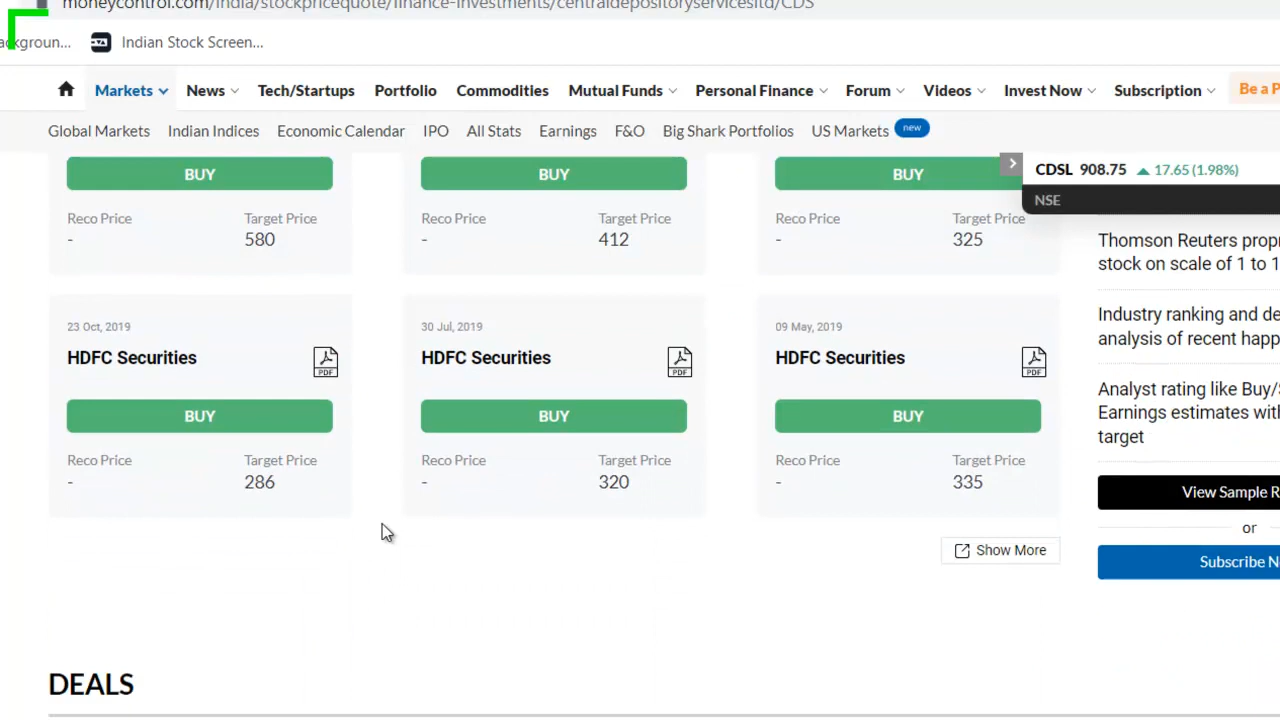 moneycontrol.com/india/stockpricequote/finance-investments/centraldepositoryservicesltd/CDS
ackgroun... Indian Stock Screen...
Markets News Tech/Startups Portfolio Commodities Mutual Funds Personal Finance Forum Videos Invest Now Subscription Be a P
Global Markets Indian Indices Economic Calendar IPO All Stats Earnings F&O Big Shark Portfolios US Markets new
BUY BUY BUY
CDSL 908.75 17.65 (1.98%)
NSE
Reco Price Target Price Reco Price Target Price Reco Price Target Price
- 580 - 412 - 325
Thomson Reuters propr
stock on scale of 1 to 1
23 Oct, 2019 30 Jul, 2019 09 May, 2019
HDFC Securities HDFC Securities HDFC Securities
PDF PDF PDF
Industry ranking and de
analysis of recent happ
BUY BUY BUY
Reco Price Target Price Reco Price Target Price Reco Price Target Price
- 286 - 320 - 335
Analyst rating like Buy/S
Earnings estimates with
target
View Sample R
or
Show More
Subscribe N
DEALS